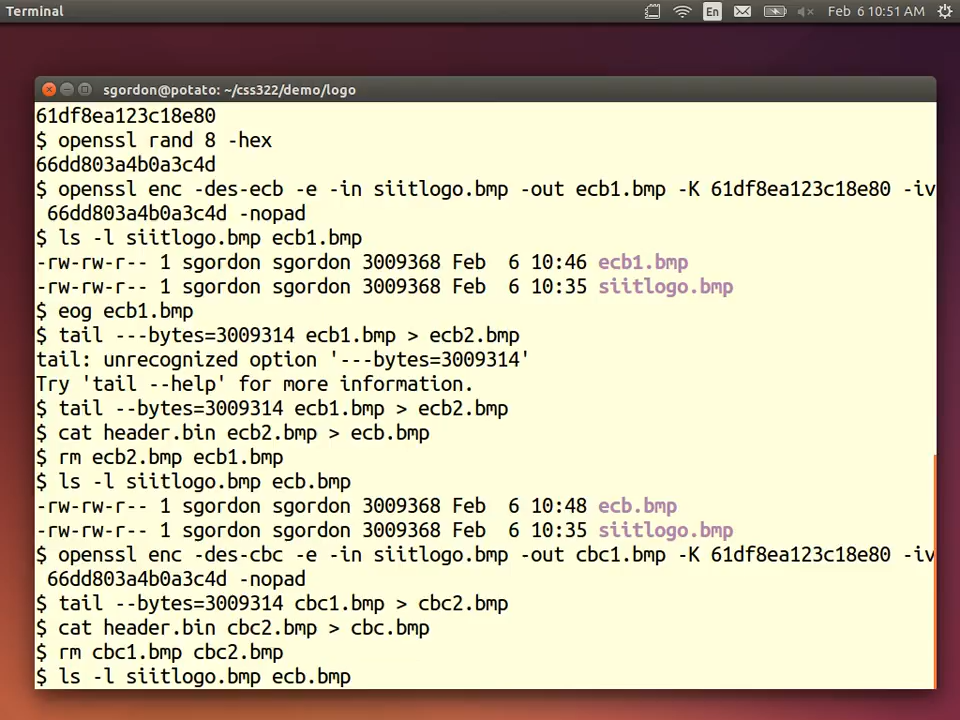 Terminal
En
Feb 6 10:51 AM
sgordon@potato: ~/css322/demo/logo
61df8ea123c18e80
$ openssl rand 8 -hex
66dd803a4b0a3c4d
$ openssl enc -des-ecb -e -in siitlogo.bmp -out ecb1.bmp -K 61df8ea123c18e80 -iv
66dd803a4b0a3c4d -nopad
$ ls -l siitlogo.bmp ecb1.bmp
-rw-rw-r-- 1 sgordon sgordon 3009368 Feb  6 10:46 ecb1.bmp
-rw-rw-r-- 1 sgordon sgordon 3009368 Feb  6 10:35 siitlogo.bmp
$ eog ecb1.bmp
$ tail ---bytes=3009314 ecb1.bmp > ecb2.bmp
tail: unrecognized option '---bytes=3009314'
Try 'tail --help' for more information.
$ tail --bytes=3009314 ecb1.bmp > ecb2.bmp
$ cat header.bin ecb2.bmp > ecb.bmp
$ rm ecb2.bmp ecb1.bmp
$ ls -l siitlogo.bmp ecb.bmp
-rw-rw-r-- 1 sgordon sgordon 3009368 Feb  6 10:48 ecb.bmp
-rw-rw-r-- 1 sgordon sgordon 3009368 Feb  6 10:35 siitlogo.bmp
$ openssl enc -des-cbc -e -in siitlogo.bmp -out cbc1.bmp -K 61df8ea123c18e80 -iv
66dd803a4b0a3c4d -nopad
$ tail --bytes=3009314 cbc1.bmp > cbc2.bmp
$ cat header.bin cbc2.bmp > cbc.bmp
$ rm cbc1.bmp cbc2.bmp
$ ls -l siitlogo.bmp ecb.bmp